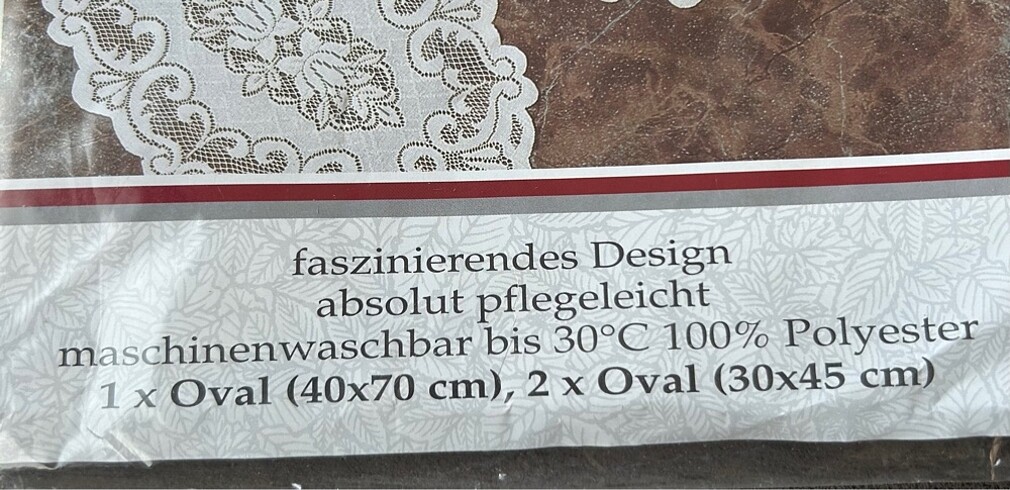 faszinierendes Design
absolut pflegeleicht
maschinenwaschbar bis 30°C 100% Polyester
1 x Oval (40x70 cm), 2 x Oval (30x45 cm)